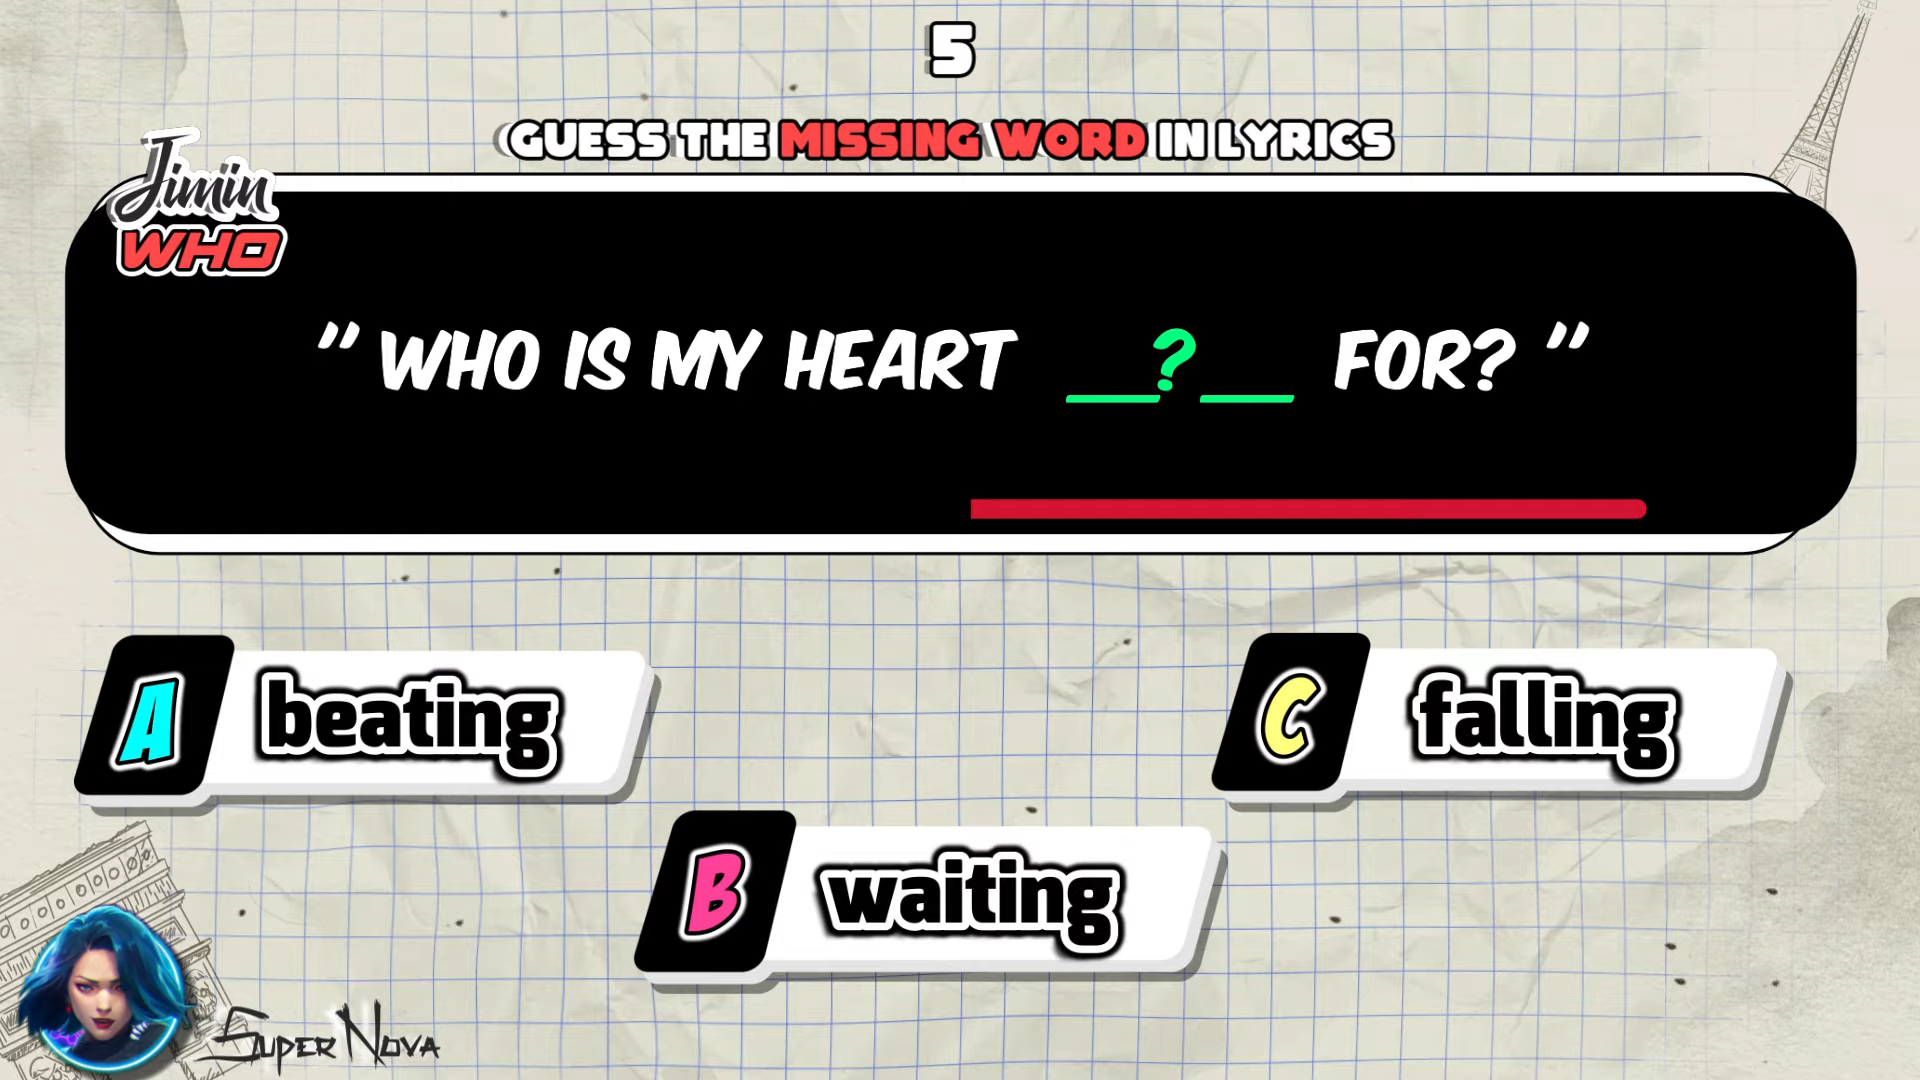 5
GUESS THE MISSING WORD IN LYRICS
Jimin
WHO
" WHO IS MY HEART __?__ FOR? "
A beating
C falling
B waiting
SUPER NOVA